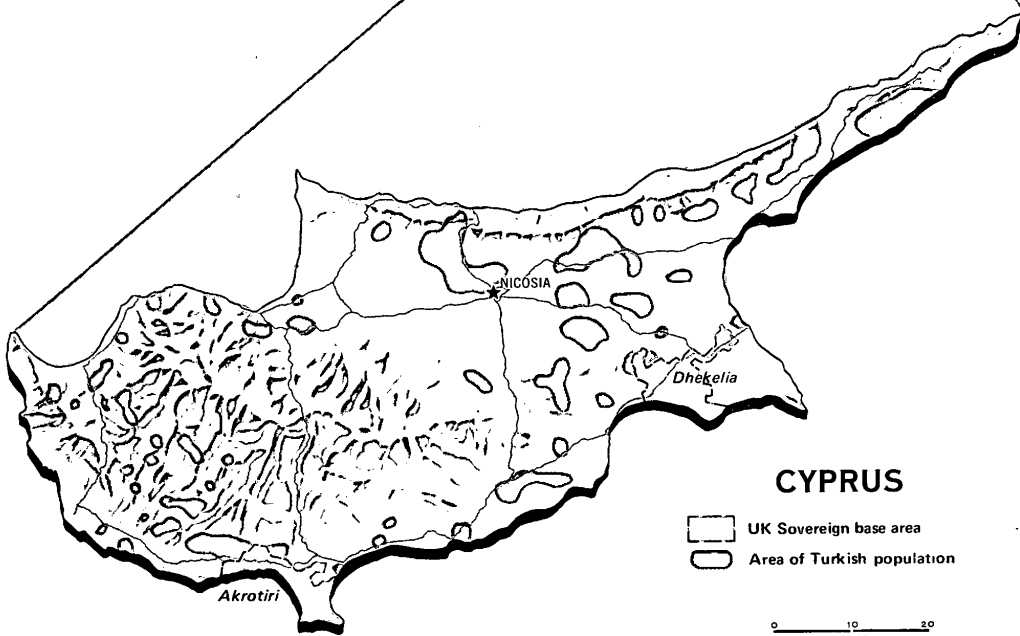 NICOSIA
Dhekelia
CYPRUS
UK Sovereign base area
Area of Turkish population
Akrotiri
0 10 20